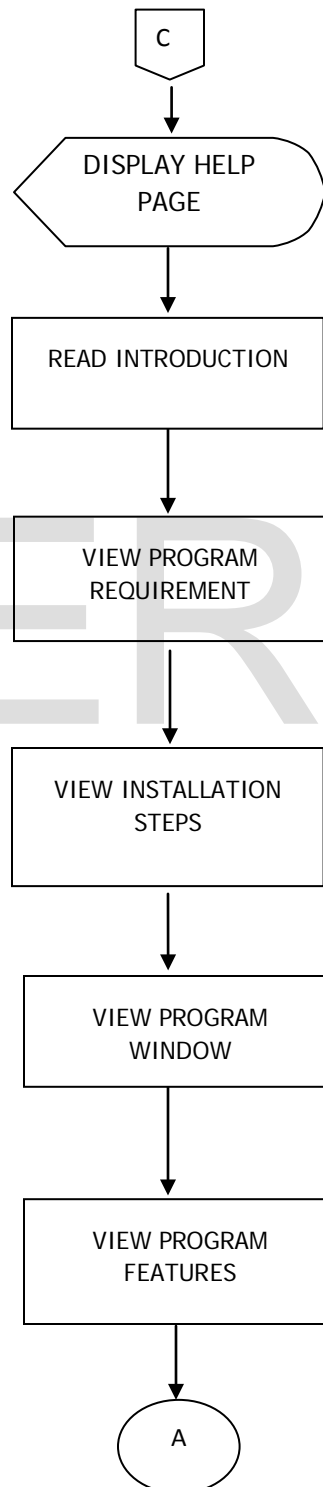 C
DISPLAY HELP
PAGE
READ INTRODUCTION
VIEW PROGRAM
REQUIREMENT
VIEW INSTALLATION
STEPS
VIEW PROGRAM
WINDOW
VIEW PROGRAM
FEATURES
A